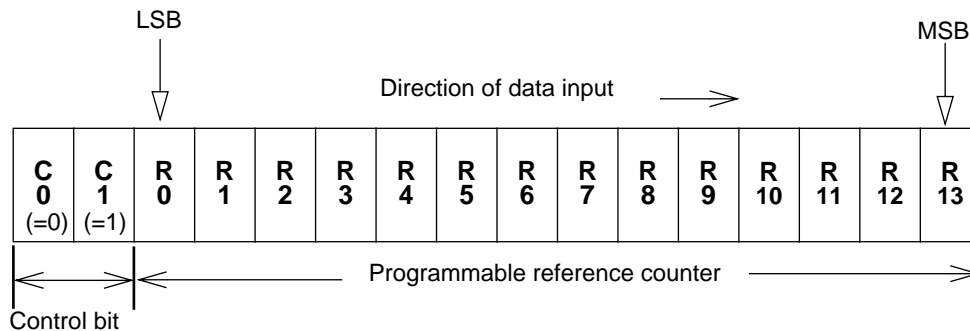 LSB
MSB
Direction of data input
C 0 (=0) C 1 (=1) R 0 R 1 R 2 R 3 R 4 R 5 R 6 R 7 R 8 R 9 R 10 R 11 R 12 R 13
Programmable reference counter
Control bit